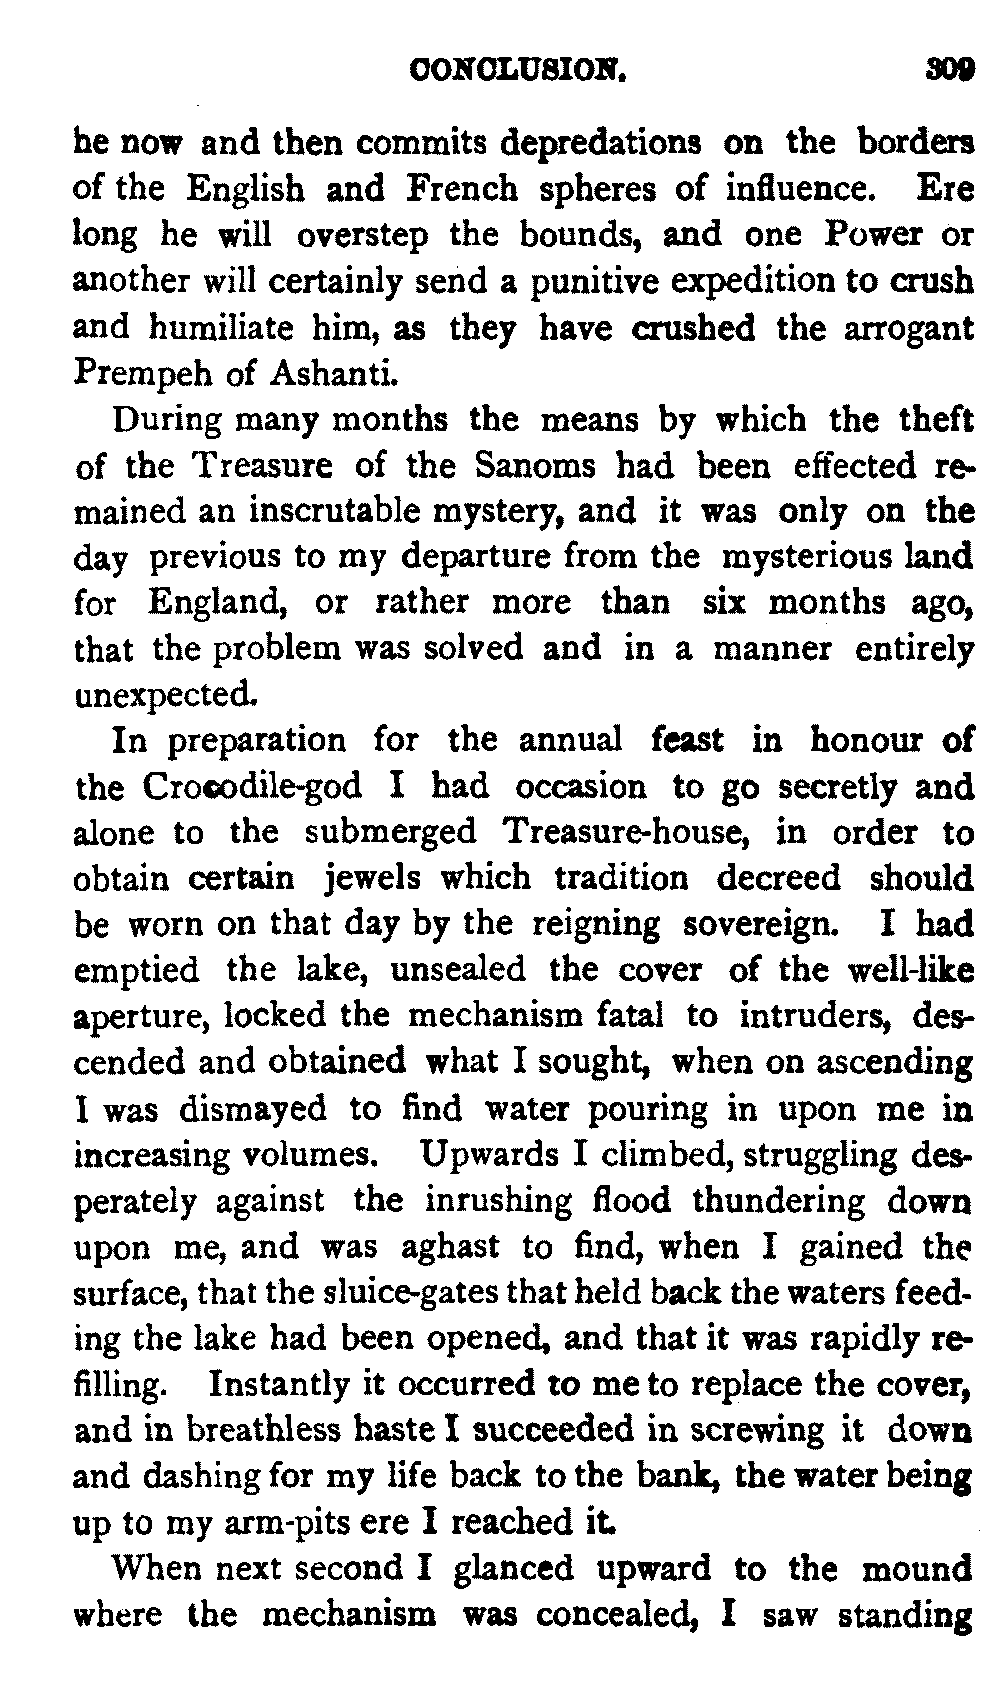 CONCLUSION. 309
he now and then commits depredations on the borders
of the English and French spheres of influence. Ere
long he will overstep the bounds, and one Power or
another will certainly send a punitive expedition to crush
and humiliate him, as they have crushed the arrogant
Prempeh of Ashanti.
During many months the means by which the theft
of the Treasure of the Sanoms had been effected re-
mained an inscrutable mystery, and it was only on the
day previous to my departure from the mysterious land
for England, or rather more than six months ago,
that the problem was solved and in a manner entirely
unexpected.
In preparation for the annual feast in honour of
the Crocodile-god I had occasion to go secretly and
alone to the submerged Treasure-house, in order to
obtain certain jewels which tradition decreed should
be worn on that day by the reigning sovereign. I had
emptied the lake, unsealed the cover of the well-like
aperture, locked the mechanism fatal to intruders, des-
cended and obtained what I sought, when on ascending
I was dismayed to find water pouring in upon me in
increasing volumes. Upwards I climbed, struggling des-
perately against the inrushing flood thundering down
upon me, and was aghast to find, when I gained the
surface, that the sluice-gates that held back the waters feed-
ing the lake had been opened, and that it was rapidly re-
filling. Instantly it occurred to me to replace the cover,
and in breathless haste I succeeded in screwing it down
and dashing for my life back to the bank, the water being
up to my arm-pits ere I reached it.
When next second I glanced upward to the mound
where the mechanism was concealed, I saw standing